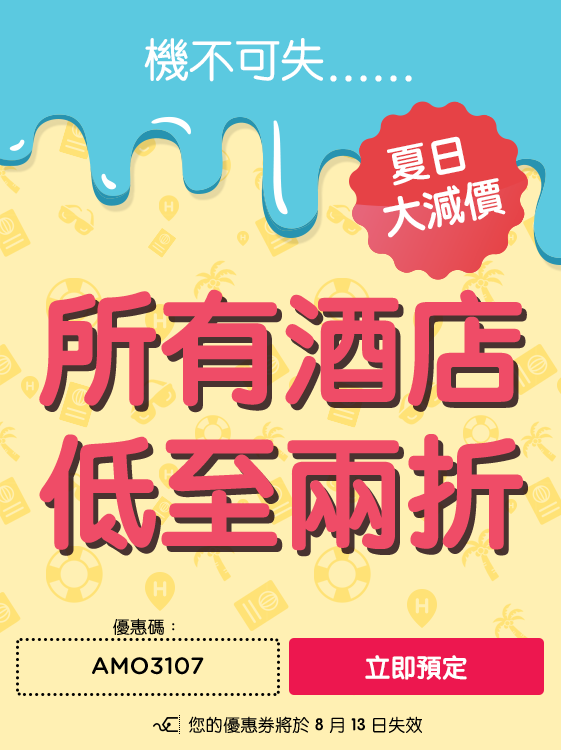 機不可失......
夏日
大減價
所有酒店
低至兩折
優惠碼：
AMO3107
立即預定
您的優惠券將於 8 月 13 日失效